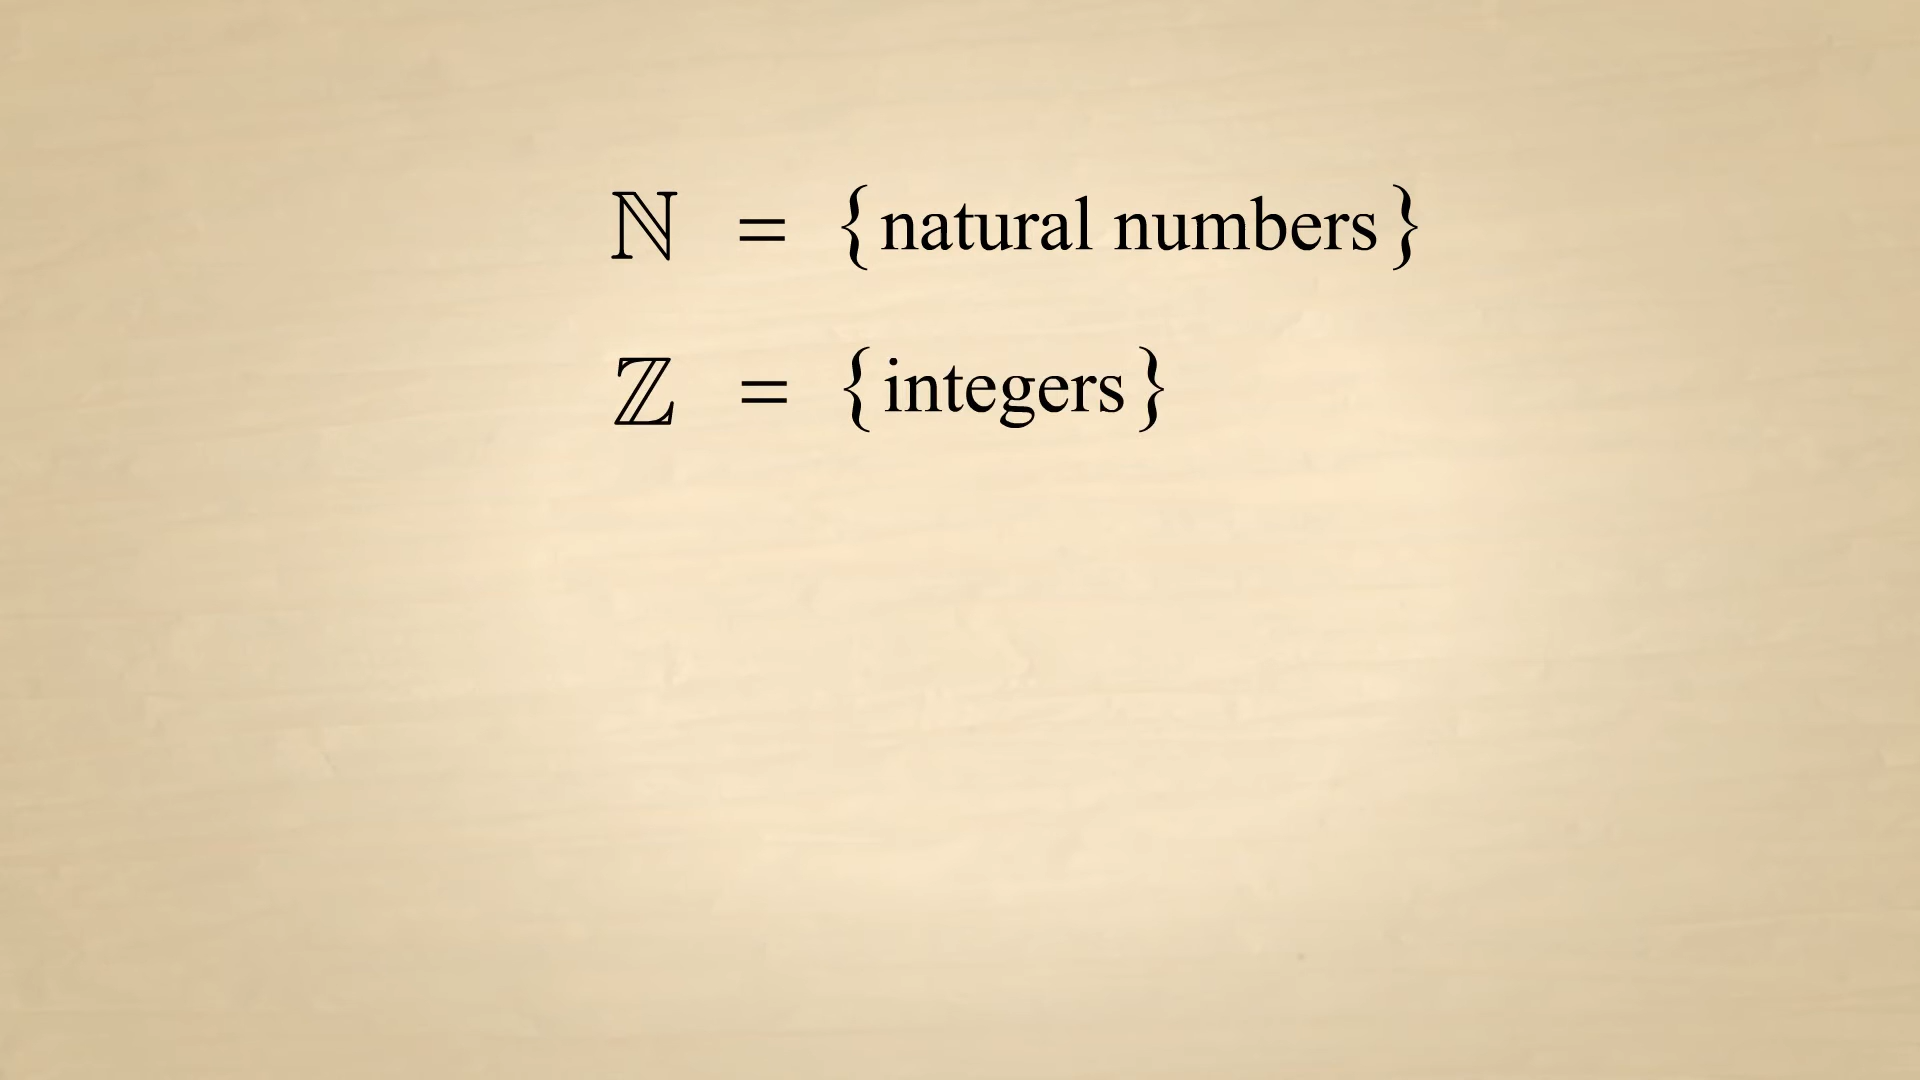 ℕ = {natural numbers}
ℤ = {integers}